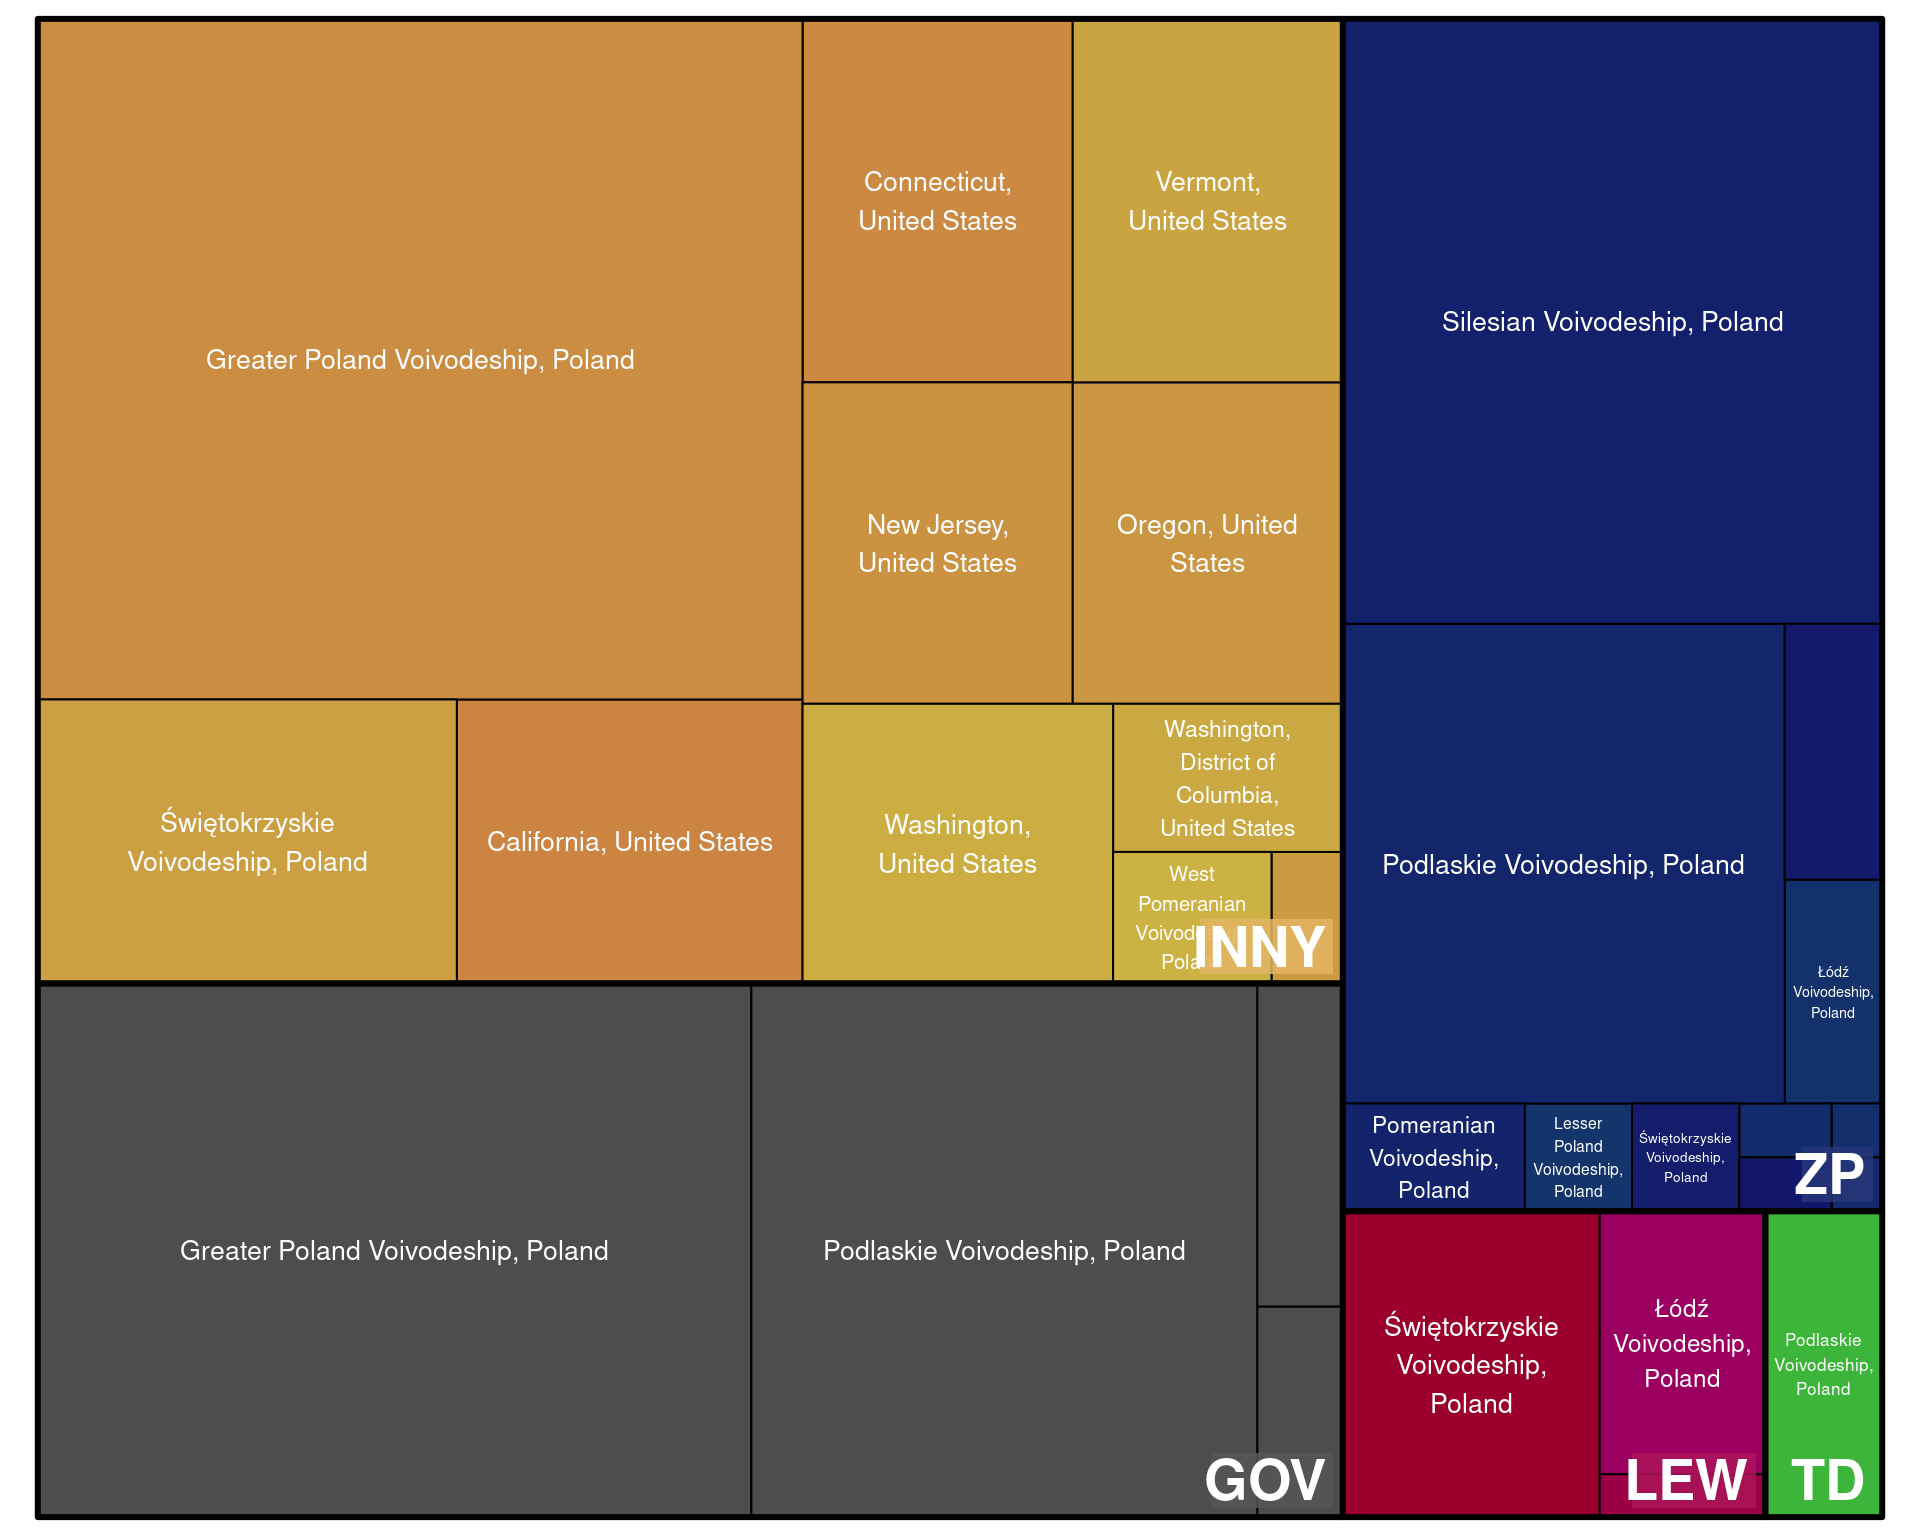 Greater Poland Voivodeship, Poland
Connecticut,
United States
Vermont,
United States
New Jersey,
United States
Oregon, United
States
Świętokrzyskie
Voivodeship, Poland
California, United States
Washington,
United States
Washington,
District of
Columbia,
United States
West
Pomeranian
INNY
Silesian Voivodeship, Poland
Podlaskie Voivodeship, Poland
Łódź
Voivodeship,
Poland
Pomeranian
Voivodeship,
Poland
Lesser
Poland
Voivodeship,
Poland
Świętokrzyskie
Voivodeship,
Poland
ZP
Greater Poland Voivodeship, Poland
Podlaskie Voivodeship, Poland
GOV
Świętokrzyskie
Voivodeship,
Poland
Łódź
Voivodeship,
Poland
LEW
Podlaskie
Voivodeship,
Poland
TD